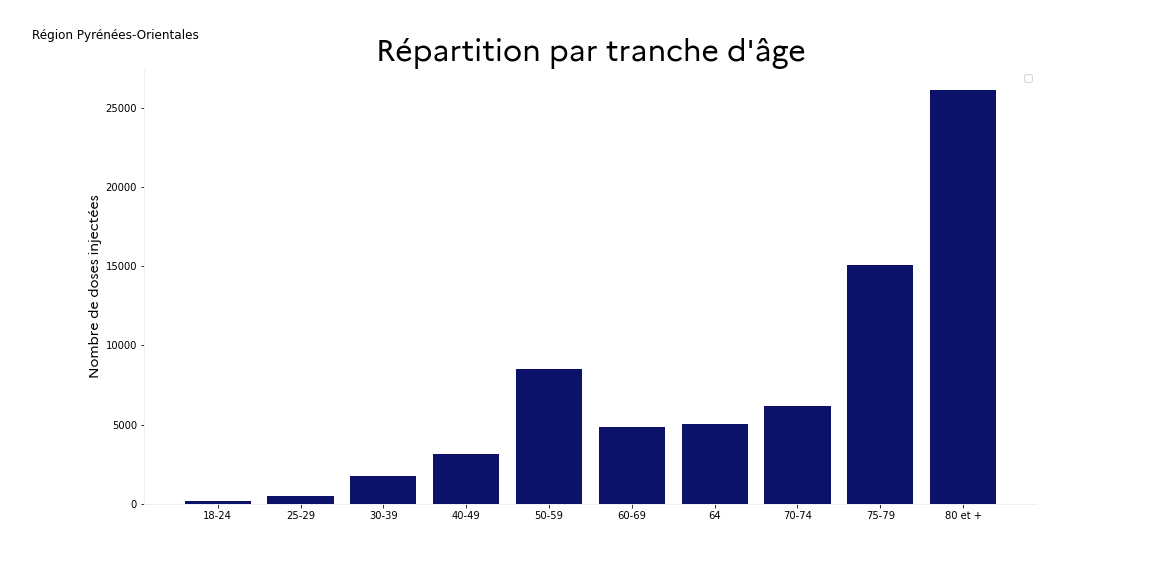 Région Pyrénées-Orientales
Répartition par tranche d'âge
Nombre de doses injectées
25000
20000
15000
10000
5000
0
18-24 25-29 30-39 40-49 50-59 60-69 64 70-74 75-79 80 et +